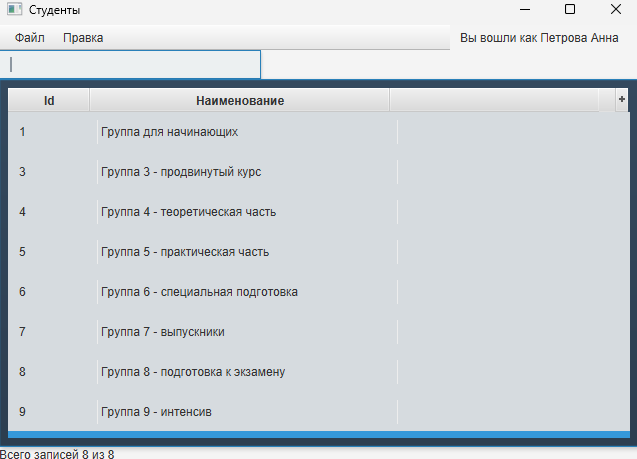 Студенты
Файл Правка Вы вошли как Петрова Анна
Id Наименование +
1 Группа для начинающих
3 Группа 3 - продвинутый курс
4 Группа 4 - теоретическая часть
5 Группа 5 - практическая часть
6 Группа 6 - специальная подготовка
7 Группа 7 - выпускники
8 Группа 8 - подготовка к экзамену
9 Группа 9 - интенсив
Всего записей 8 из 8